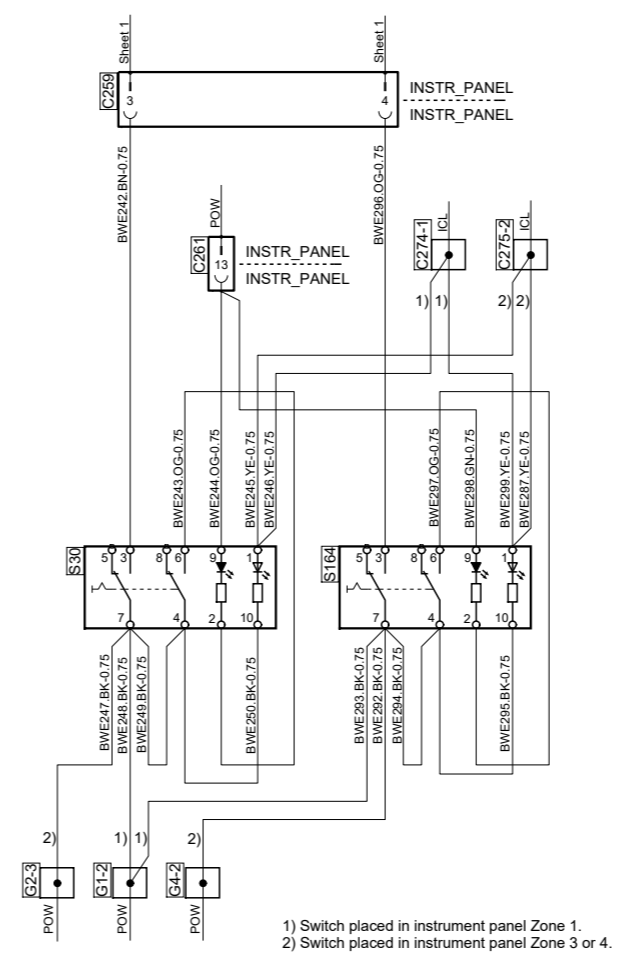 Sheet 1
Sheet 1
C259
3
4
INSTR_PANEL
INSTR_PANEL
BWE242.BN-0.75
BWE296.OG-0.75
POW
C261
13
INSTR_PANEL
INSTR_PANEL
C274-1
ICL
C275-2
ICL
1) 1)
2) 2)
BWE243.OG-0.75
BWE244.OG-0.75
BWE245.YE-0.75
BWE246.YE-0.75
BWE297.OG-0.75
BWE298.GN-0.75
BWE299.YE-0.75
BWE287.YE-0.75
S30
5 3 8 6 9 1
7 4 2 10
S164
5 3 8 6 9 1
7 4 2 10
BWE247.BK-0.75
BWE248.BK-0.75
BWE249.BK-0.75
BWE250.BK-0.75
BWE293.BK-0.75
BWE292.BK-0.75
BWE294.BK-0.75
BWE295.BK-0.75
2)
1) 1)
2)
G2-3
G1-2
G4-2
POW
POW
POW
1) Switch placed in instrument panel Zone 1.
2) Switch placed in instrument panel Zone 3 or 4.